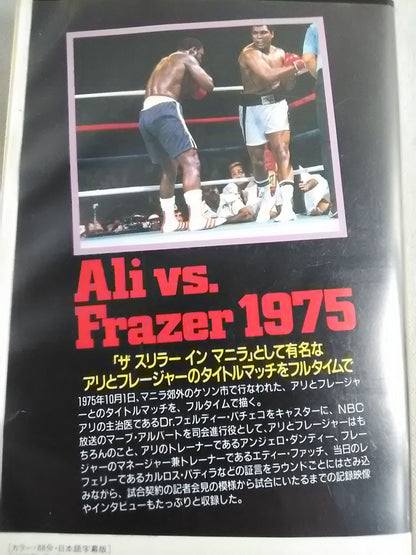 Ali vs.
Frazer 1975
「ザ スリラー イン マニラ」として有名な
アリとフレージャーのタイトルマッチをフルタイムで
1975年10月1日、マニラ郊外のケソン市で行なわれた、アリとフレージャ
ーとのタイトルマッチを、フルタイムで描く。
アリの主治医であるDr.フェルディー・パチェコをキャスターに、NBC
放送のマーブ・アルバートを司会進行役として、アリとフレージャーはも
ちろんのこと、アリのトレーナーであるアンジェロ・ダンディー、フレー
ジャーのマネージャー兼トレーナーであるエディー・ファッチ、当日のレ
フェリーであるカルロス・パディラなどの証言をラウンドごとにはさみ込
みながら、試合契約の記者会見の模様から試合にいたるまでの記録映像
やインタビューもたっぷりと収録した。
カラー・88分・日本語字幕版